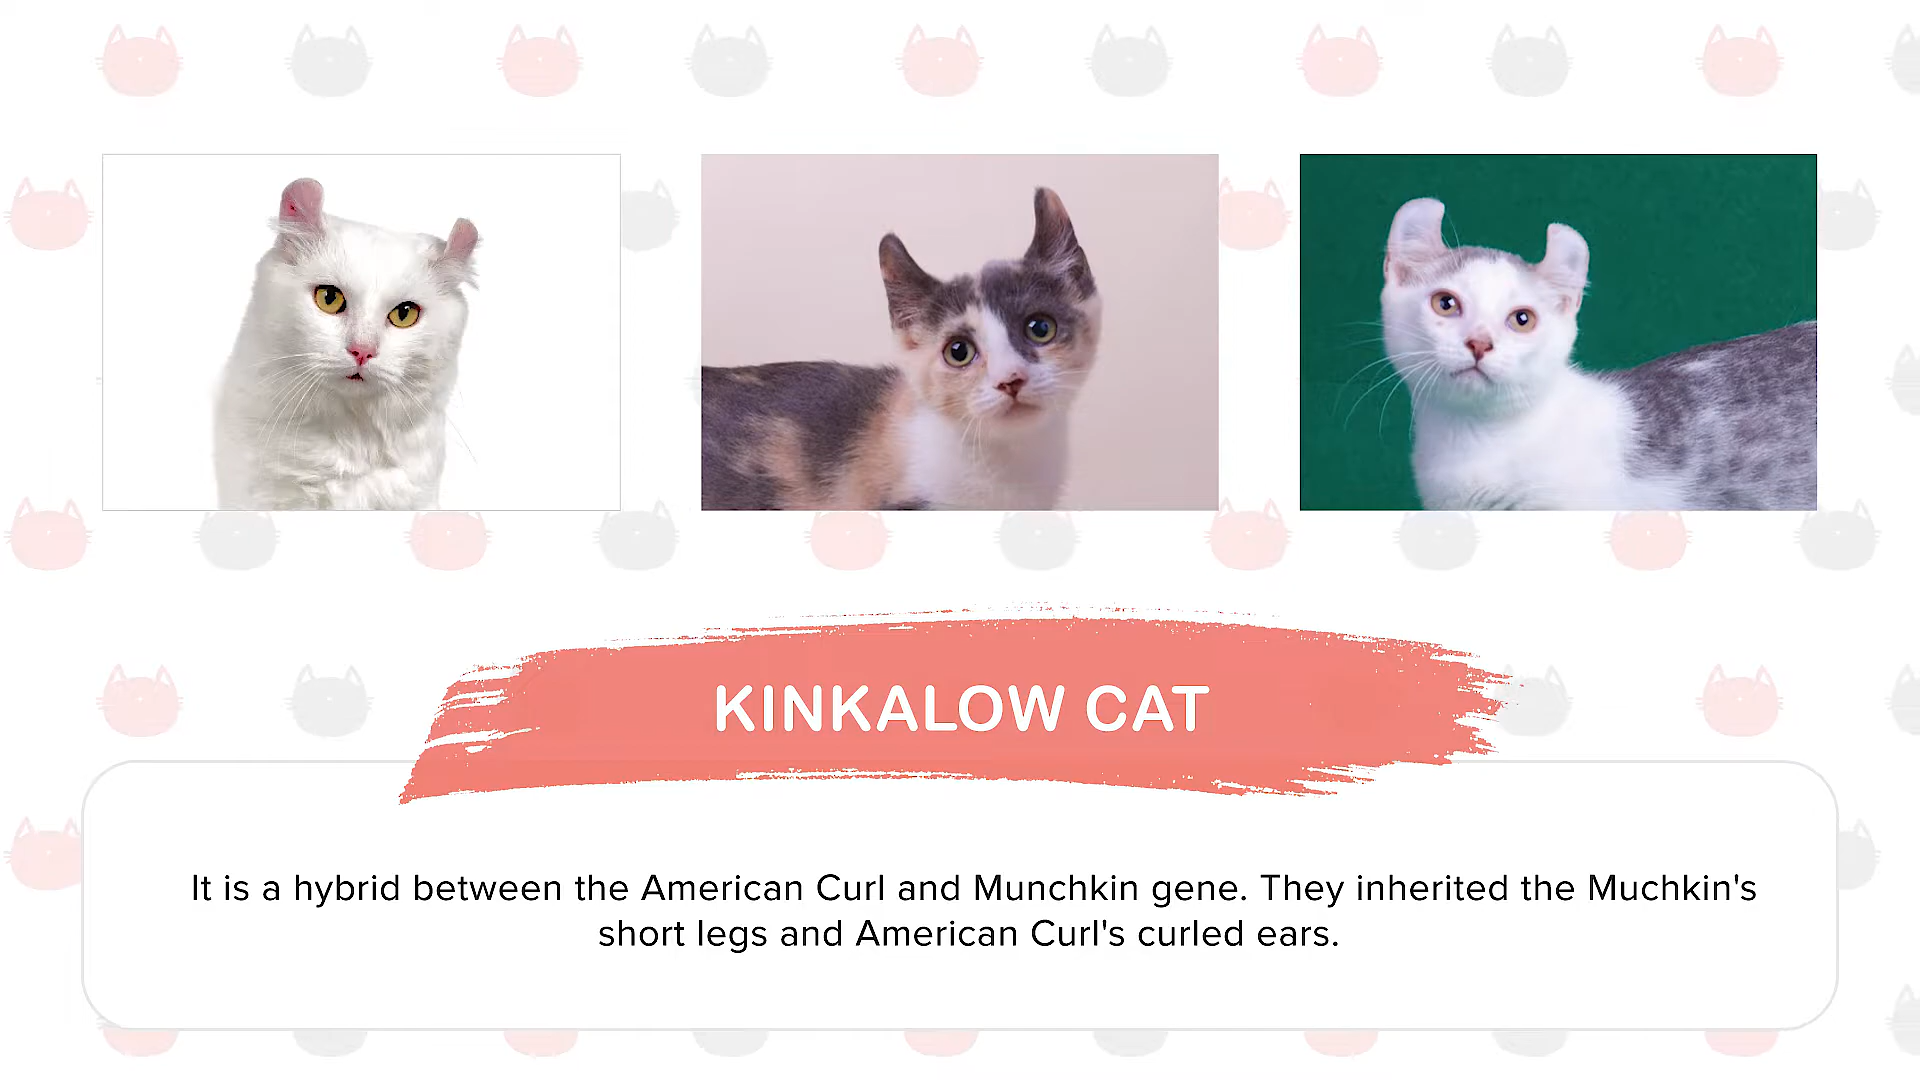 KINKALOW CAT
It is a hybrid between the American Curl and Munchkin gene. They inherited the Muchkin's
short legs and American Curl's curled ears.